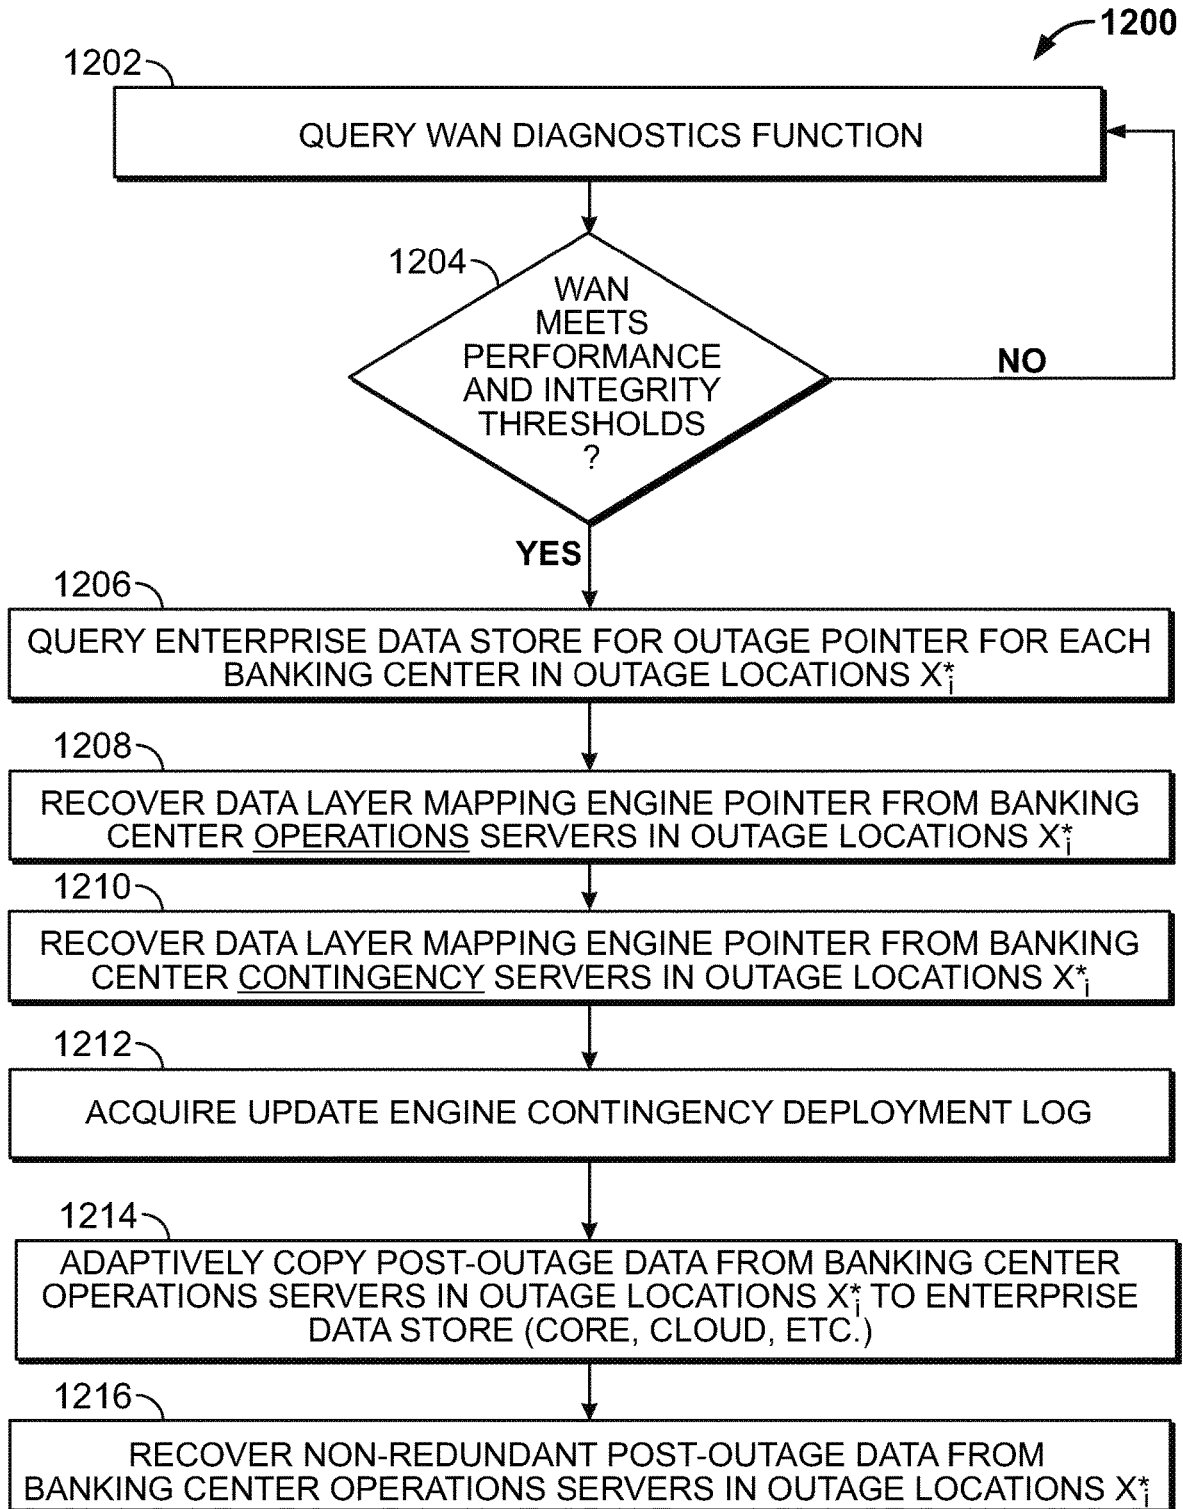 1200
1202
QUERY WAN DIAGNOSTICS FUNCTION
1204
WAN
MEETS
PERFORMANCE
AND INTEGRITY
THRESHOLDS
?
NO
YES
1206
QUERY ENTERPRISE DATA STORE FOR OUTAGE POINTER FOR EACH
BANKING CENTER IN OUTAGE LOCATIONS X*i
1208
RECOVER DATA LAYER MAPPING ENGINE POINTER FROM BANKING
CENTER OPERATIONS SERVERS IN OUTAGE LOCATIONS X*i
1210
RECOVER DATA LAYER MAPPING ENGINE POINTER FROM BANKING
CENTER CONTINGENCY SERVERS IN OUTAGE LOCATIONS X*i
1212
ACQUIRE UPDATE ENGINE CONTINGENCY DEPLOYMENT LOG
1214
ADAPTIVELY COPY POST-OUTAGE DATA FROM BANKING CENTER
OPERATIONS SERVERS IN OUTAGE LOCATIONS X*i TO ENTERPRISE
DATA STORE (CORE, CLOUD, ETC.)
1216
RECOVER NON-REDUNDANT POST-OUTAGE DATA FROM
BANKING CENTER OPERATIONS SERVERS IN OUTAGE LOCATIONS X*i